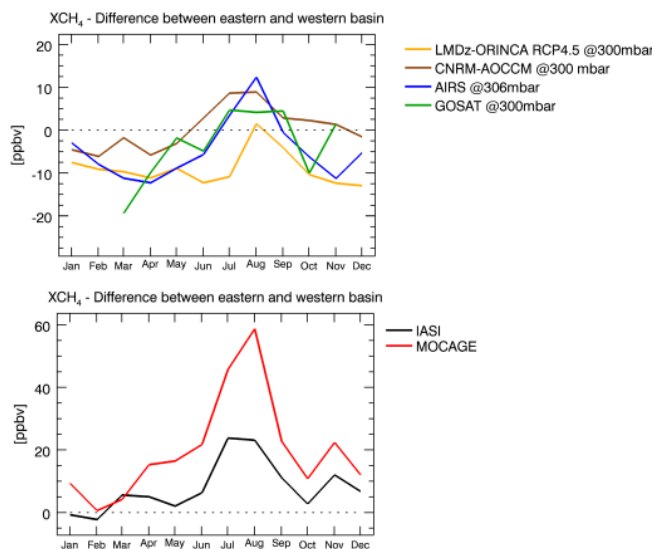 XCH₄ - Difference between eastern and western basin
20
10
0
-10
-20
[ppbv]
Jan Feb Mar Apr May Jun Jul Aug Sep Oct Nov Dec
LMDz-ORINCA RCP4.5 @300mbar
CNRM-AOCCM @300 mbar
AIRS @306mbar
GOSAT @300mbar
XCH₄ - Difference between eastern and western basin
60
40
20
0
[ppbv]
Jan Feb Mar Apr May Jun Jul Aug Sep Oct Nov Dec
IASI
MOCAGE